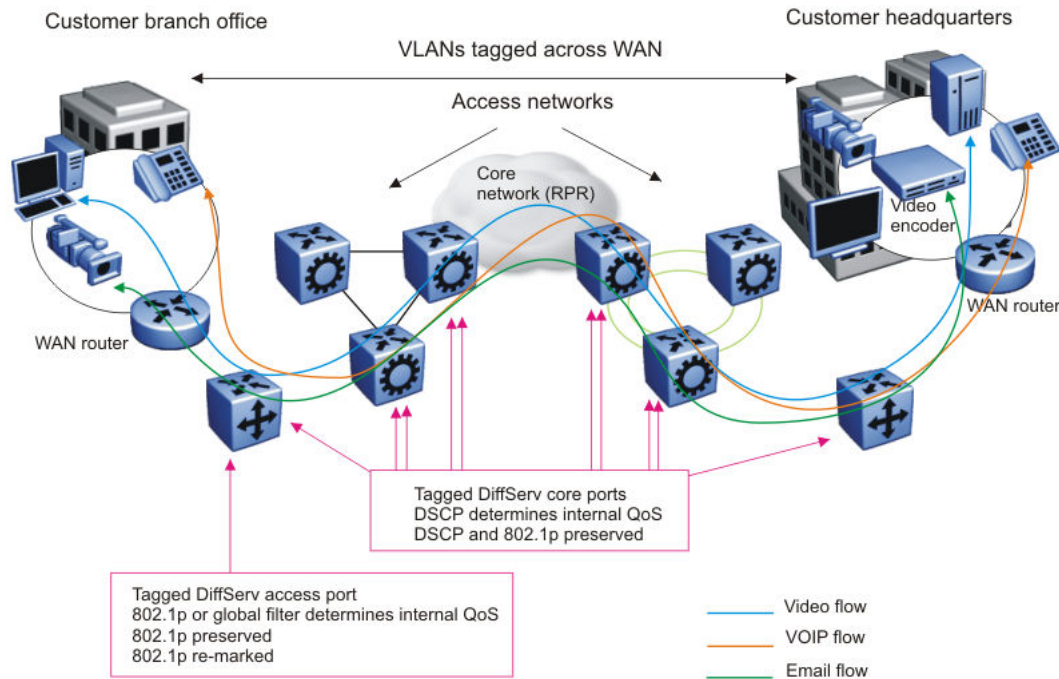 Customer branch office
Customer headquarters
VLANs tagged across WAN
Access networks
Core
network (RPR)
Video
encoder
WAN router
WAN router
Tagged DiffServ core ports
DSCP determines internal QoS
DSCP and 802.1p preserved
Tagged DiffServ access port
802.1p or global filter determines internal QoS
802.1p preserved
802.1p re-marked
Video flow
VOIP flow
Email flow